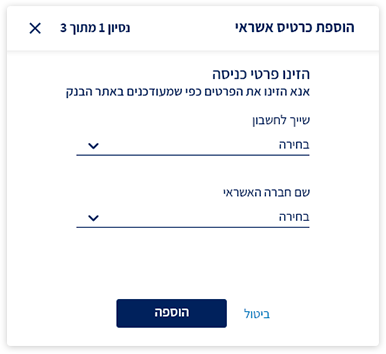 הוספת כרטיס אשראי
נסיון 1 מתוך 3
הזינו פרטי כניסה
אנא הזינו את הפרטים כפי שמעודכנים באתר הבנק
שייך לחשבון
בחירה
שם חברה האשראי
בחירה
ביטול
הוספה